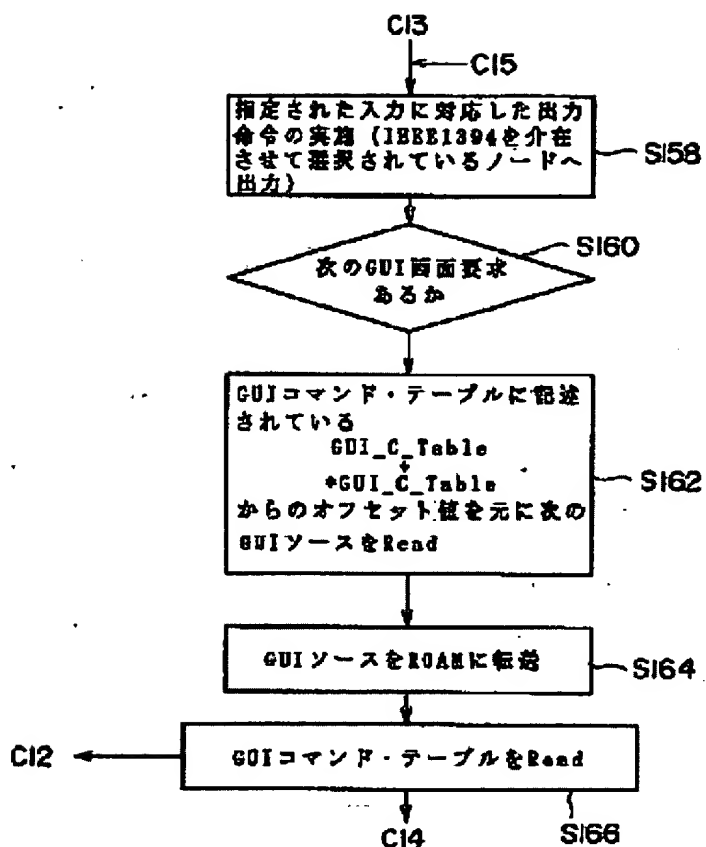 C13
C15
指定された入力に対応した出力
命令の実施（IEEE1394を介在
させて選択されているノードへ
出力）
S158
S160
次のGUI画面要求
あるか
GUIコマンド・テーブルに記述
されている
GUI_C_Table
+
*GUI_C_Table
からのオフセット値を元に次の
GUIソースをRead
S162
GUIソースをROAMに転送
S164
C12
GUIコマンド・テーブルをRead
S166
C14